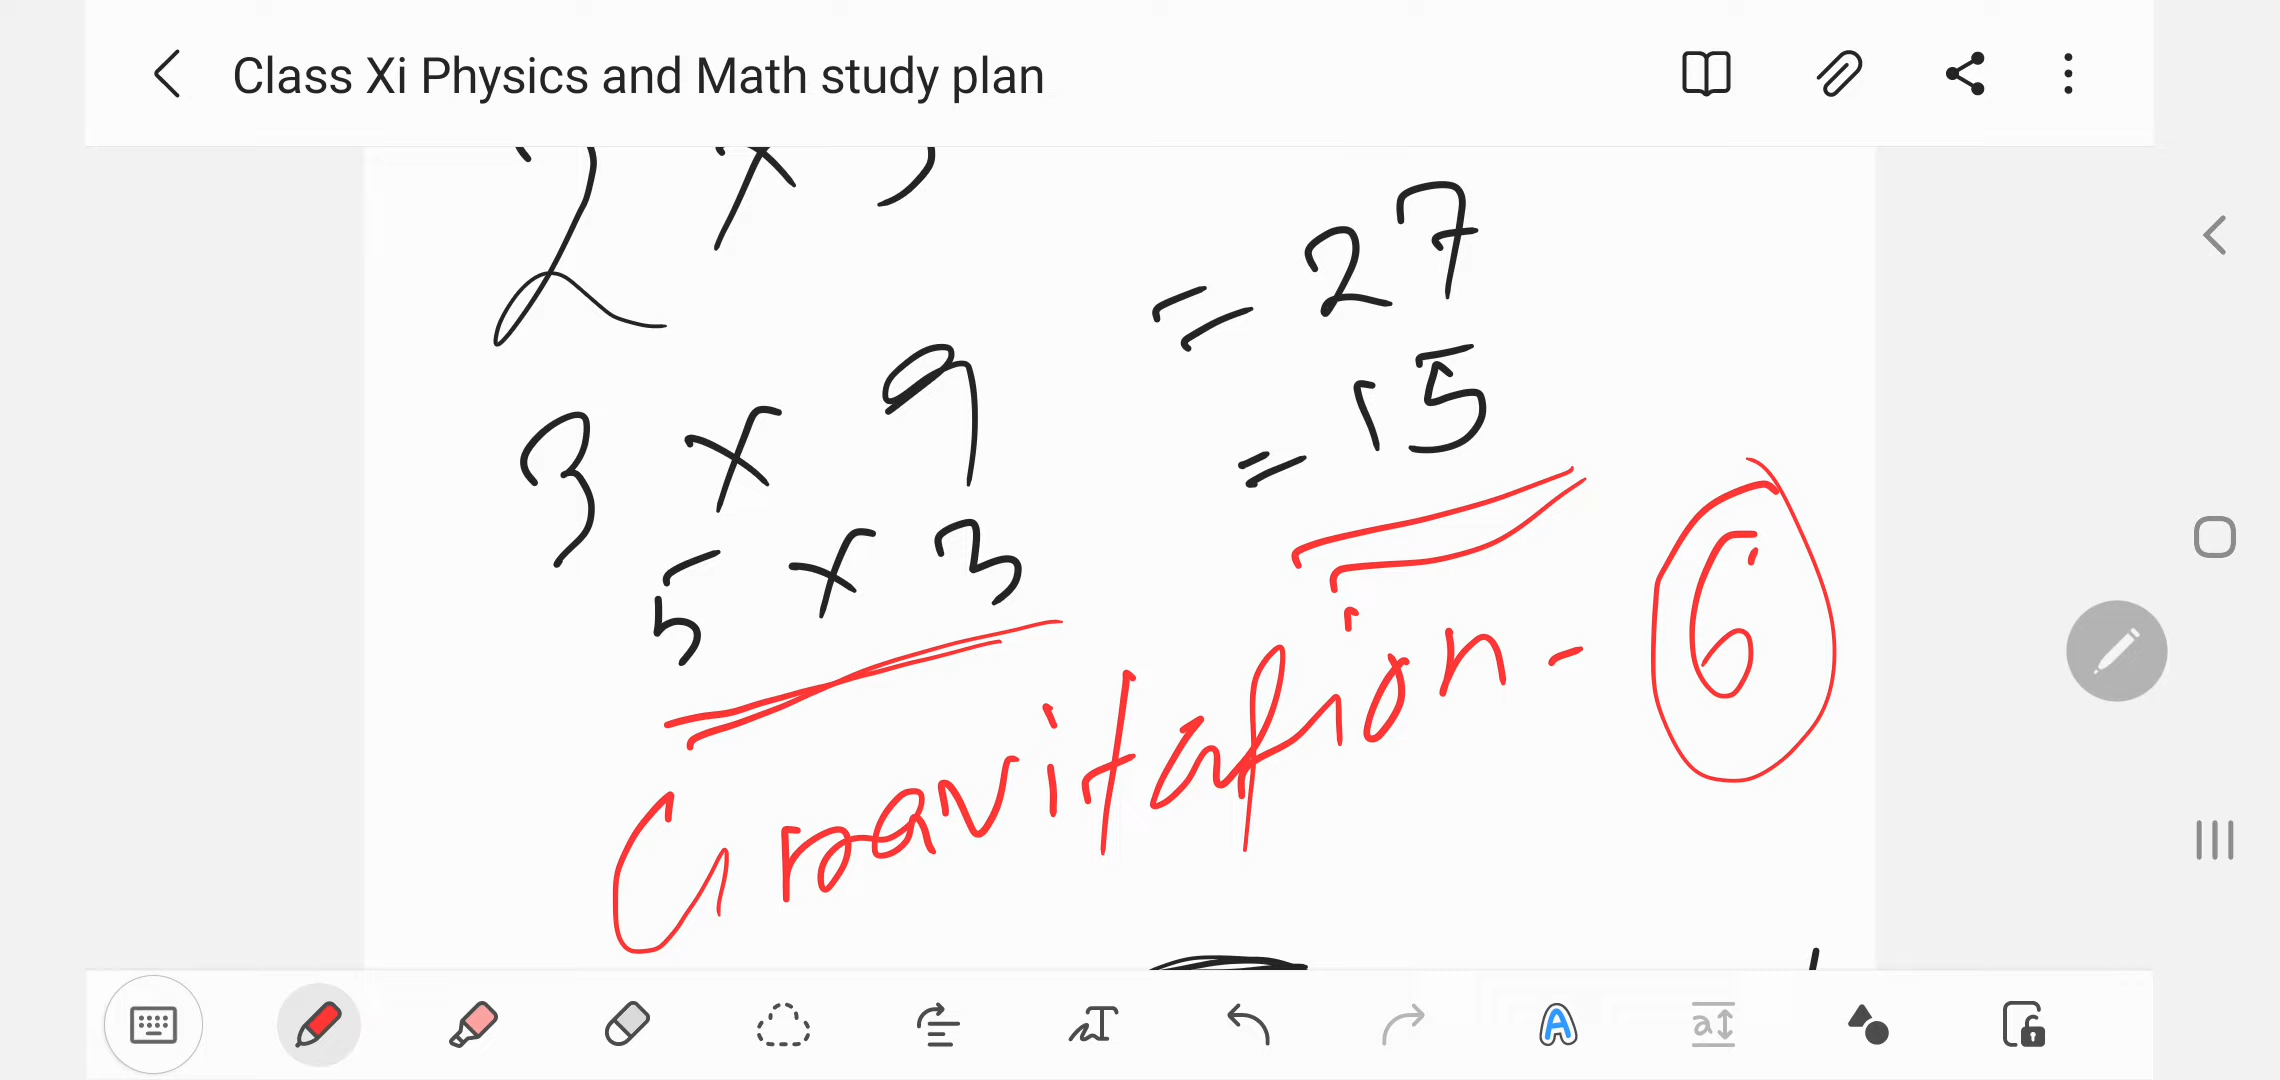 Class Xi Physics and Math study plan
3 x 9 = 27
5 x 3 = 15
Gravitation - 6